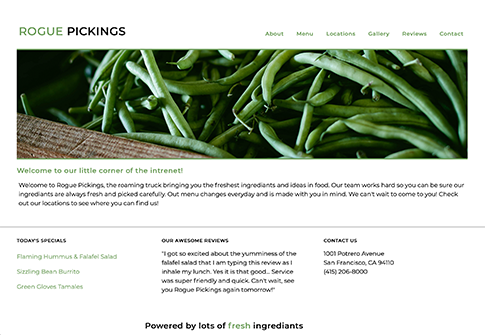 ROGUE PICKINGS
About Menu Locations Gallery Reviews Contact
Welcome to our little corner of the intrenet!
Welcome to Rogue Pickings, the roaming truck bringing you the freshest ingrediants and ideas in food. Our team works hard so you can be sure our
ingrediants are always fresh and picked carefully. Our menu changes everyday and is made with you in mind. We can't wait to come to you! Check
out our locations to see where you can find us!
TODAY'S SPECIALS
Flaming Hummus & Falafel Salad
Sizzling Bean Burrito
Green Gloves Tamales
OUR AWESOME REVIEWS
"I got so excited about the yumminess of the
falafel salad that I am typing this review as I
inhale my lunch. Yes it is that good... Service
was super friendly and quick. Can't wait, see
you Rogue Pickings again tomorrow!"
CONTACT US
1001 Potrero Avenue
San Francisco, CA 94110
(415) 206-8000
Powered by lots of fresh ingrediants